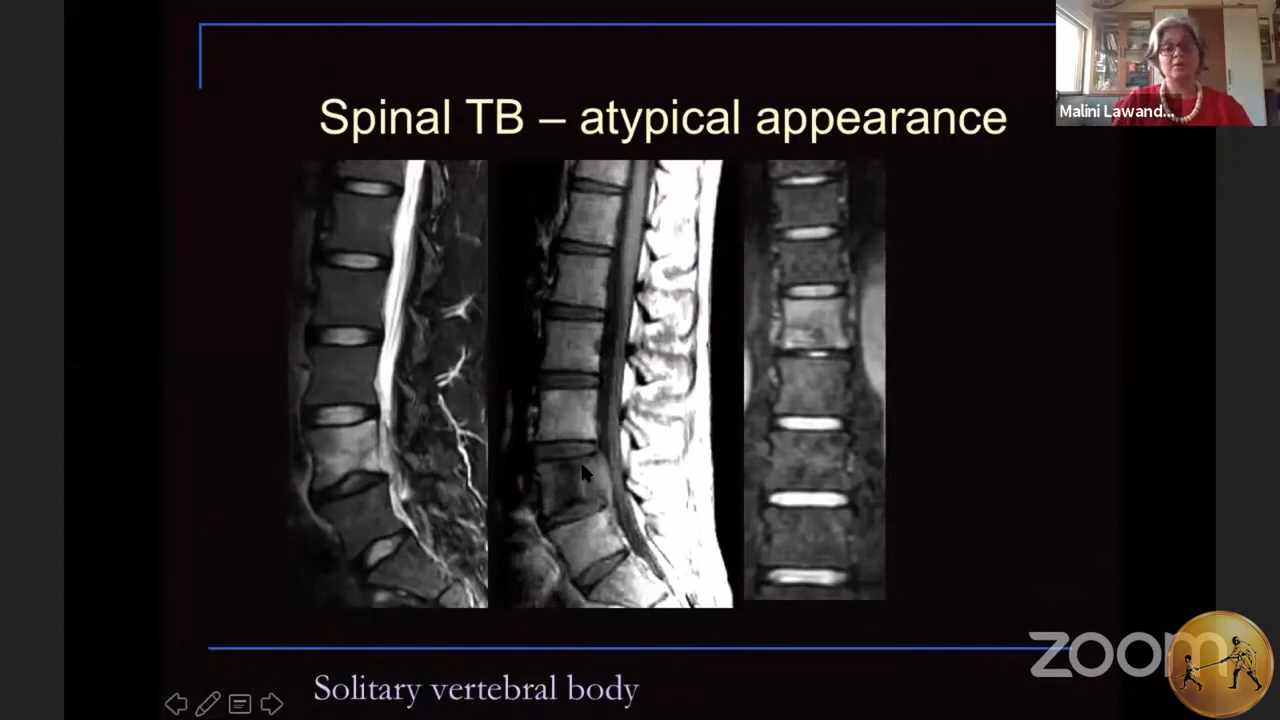 Malini Lawand...
Spinal TB – atypical appearance
zoom
Solitary vertebral body